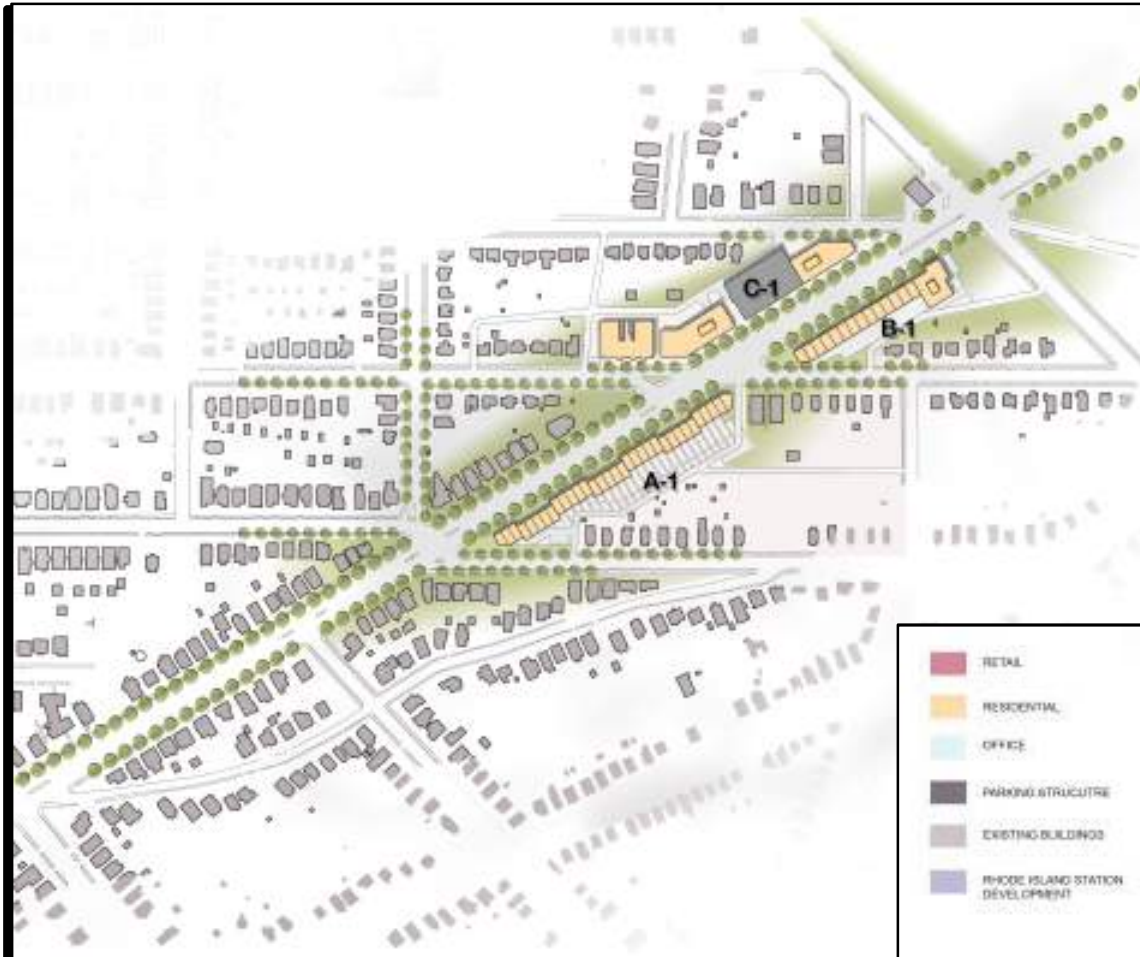 C-1
B-1
A-1
RETAIL
RESIDENTIAL
OFFICE
PARKING STRUCUTRE
EXISTING BUILDINGS
RHODE ISLAND STATION
DEVELOPMENT